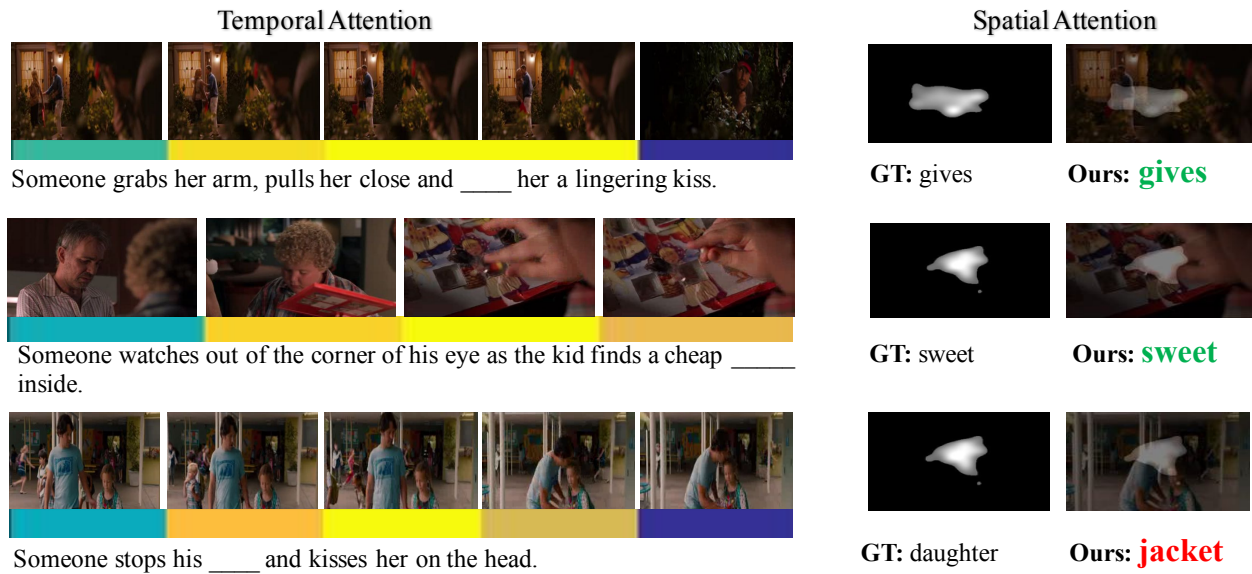 Temporal Attention
Spatial Attention
Someone grabs her arm, pulls her close and ____ her a lingering kiss.
GT: gives
Ours: gives
Someone watches out of the corner of his eye as the kid finds a cheap _____
inside.
GT: sweet
Ours: sweet
Someone stops his ____ and kisses her on the head.
GT: daughter
Ours: jacket